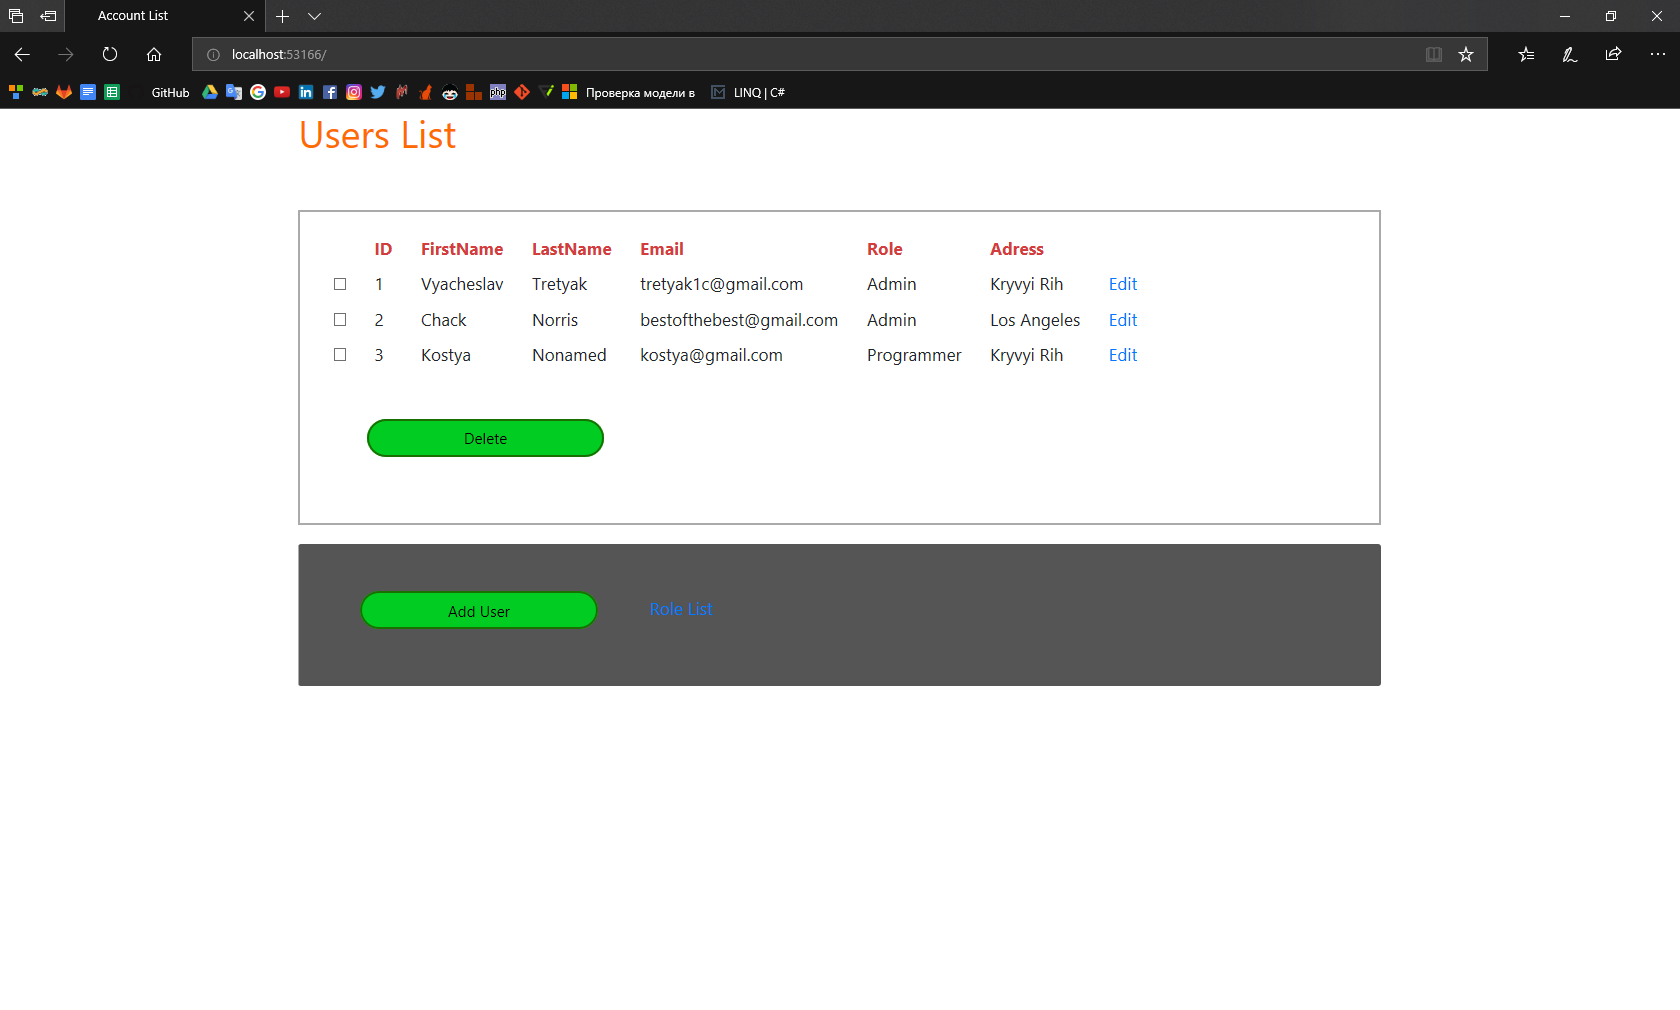 Account List
localhost:53166/
GitHub php Проверка модели в LINQ | C#
Users List
ID FirstName LastName Email Role Adress
1 Vyacheslav Tretyak tretyak1c@gmail.com Admin Kryvyi Rih Edit
2 Chack Norris bestofthebest@gmail.com Admin Los Angeles Edit
3 Kostya Nonamed kostya@gmail.com Programmer Kryvyi Rih Edit
Delete
Add User Role List